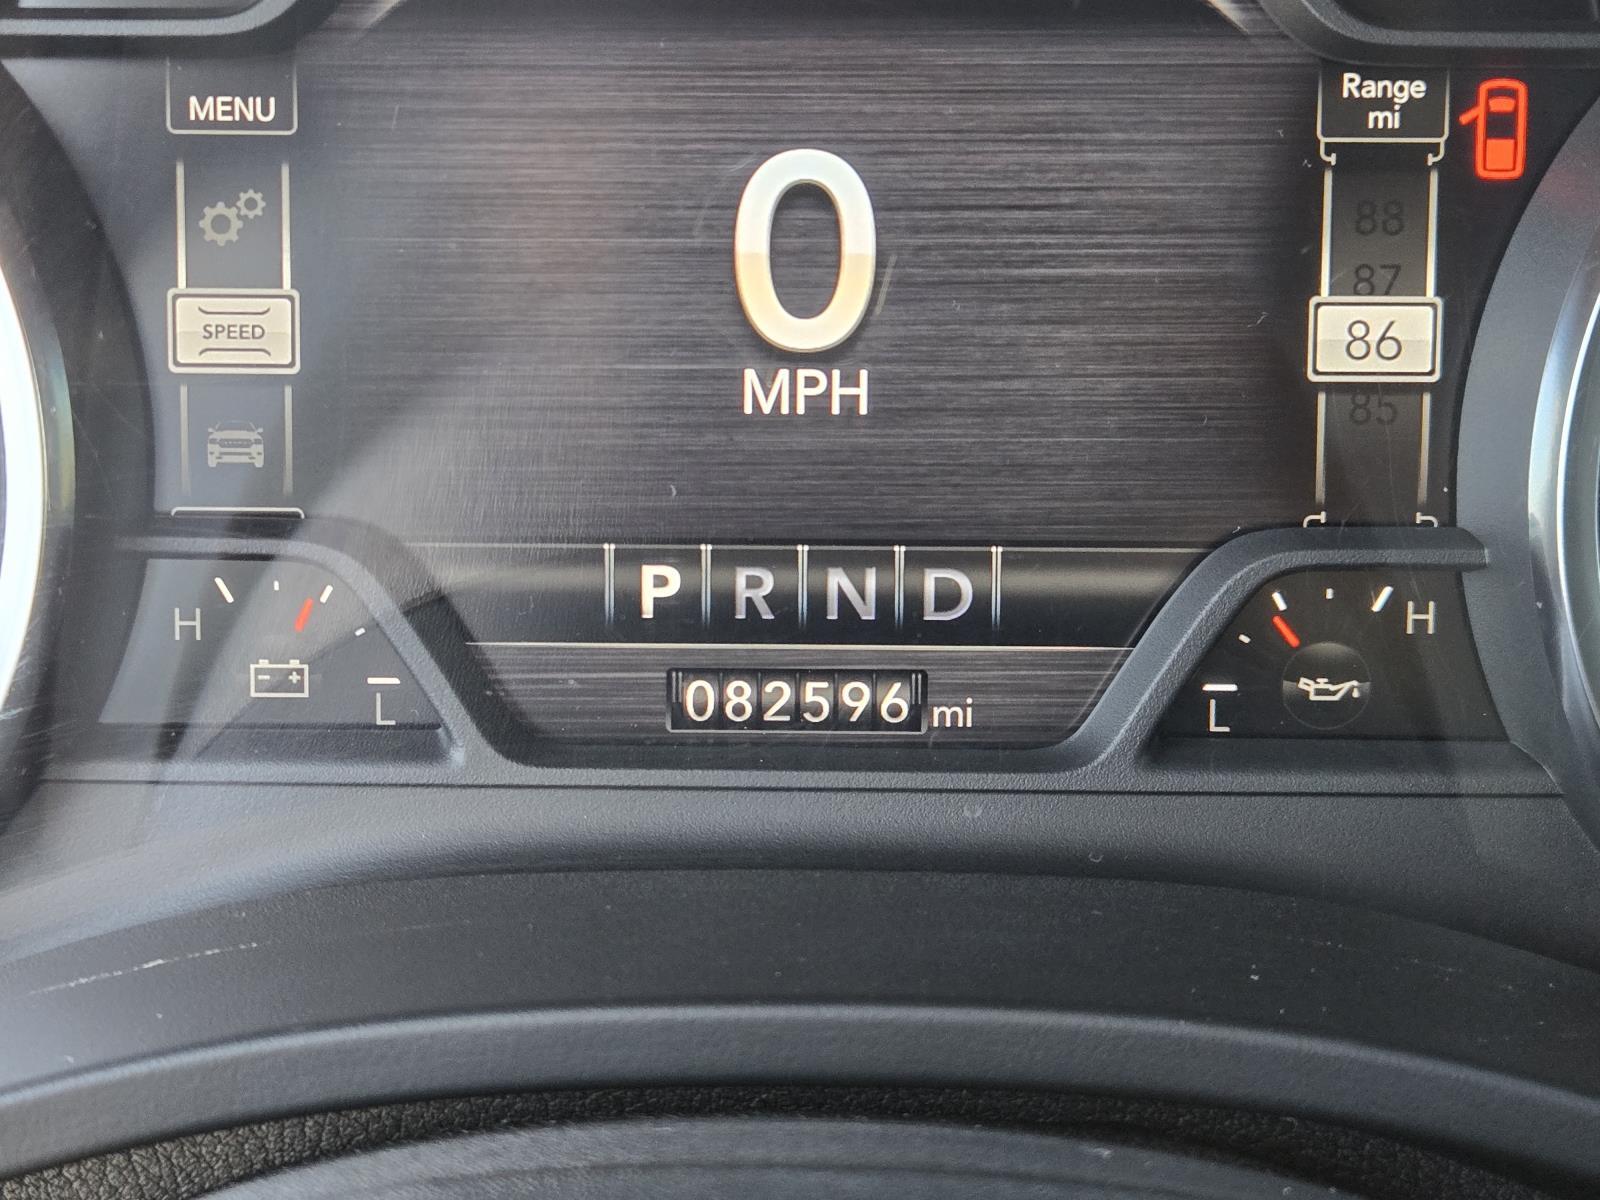 MENU
Range
mi
88
87
SPEED
86
85
0
MPH
P R N D
H
L
082596 mi
H
L